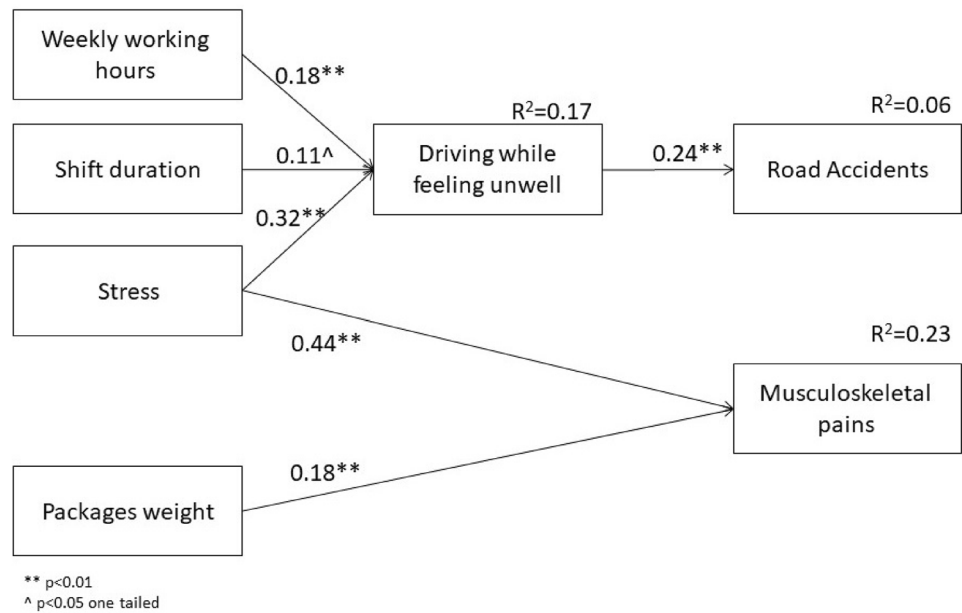 Weekly working
hours
0.18**
R²=0.17
R²=0.06
Shift duration
0.11^
Driving while
feeling unwell
0.24**
Road Accidents
0.32**
Stress
0.44**
R²=0.23
Musculoskeletal
pains
0.18**
Packages weight
** p<0.01
^ p<0.05 one tailed